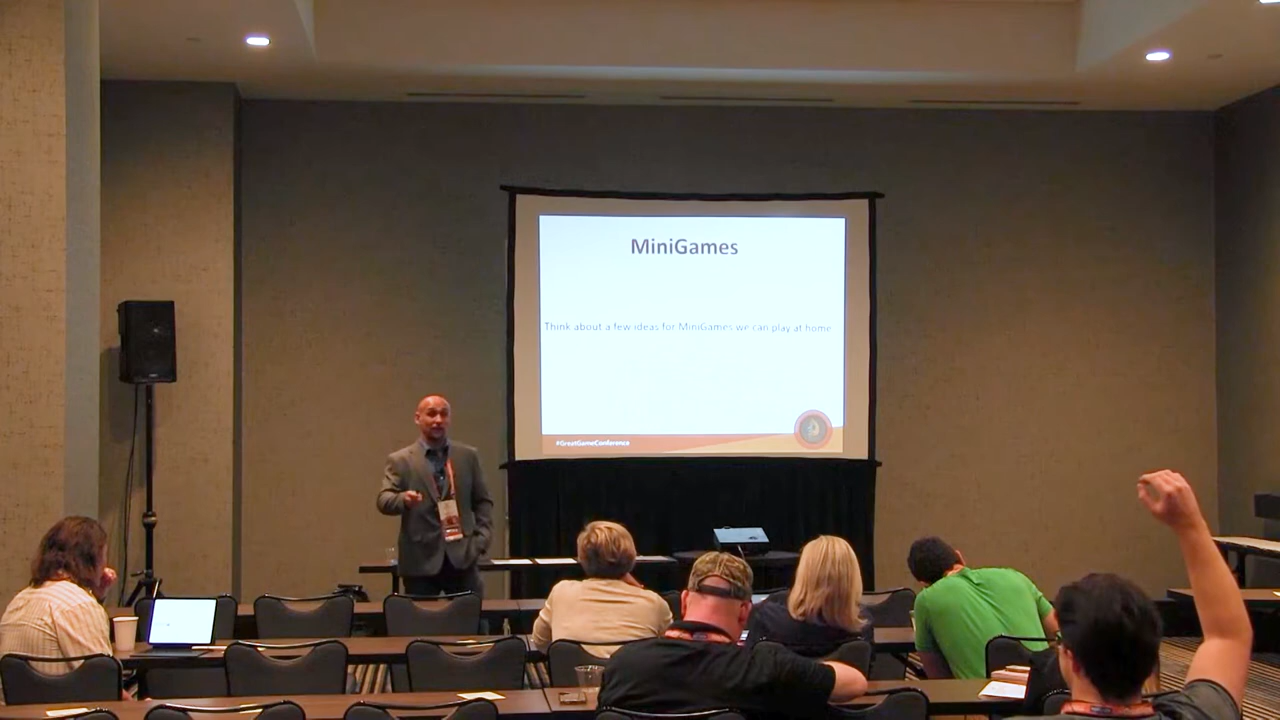 MiniGames
Think about a few ideas for MiniGames we can play at home
#GreatGameConference